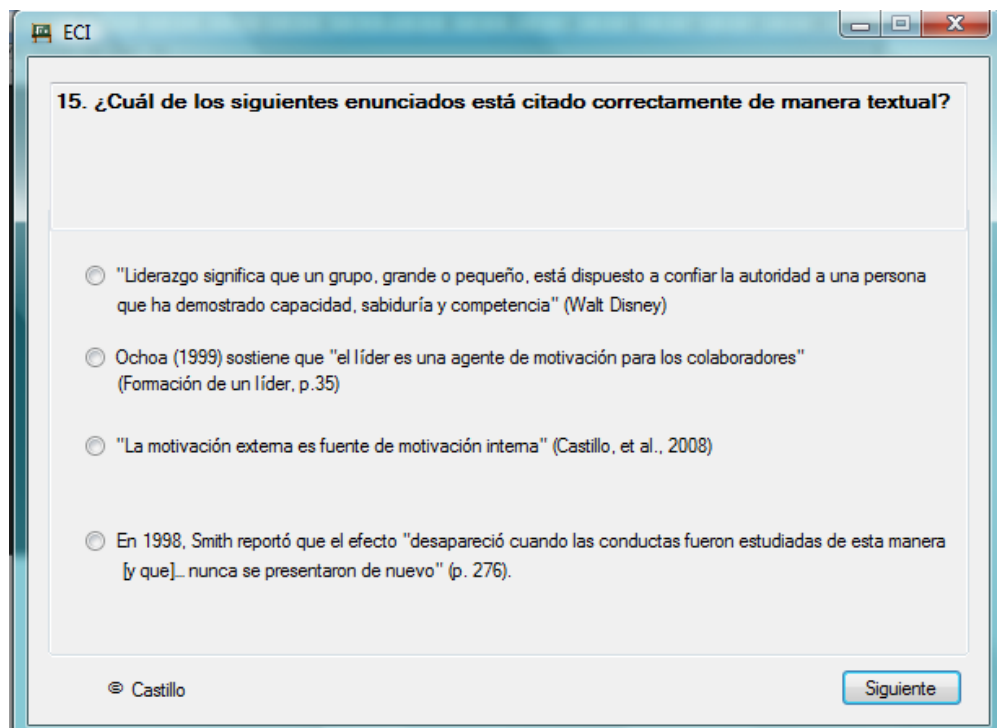 ECI
15. ¿Cuál de los siguientes enunciados está citado correctamente de manera textual?
"Liderazgo significa que un grupo, grande o pequeño, está dispuesto a confiar la autoridad a una persona
que ha demostrado capacidad, sabiduría y competencia" (Walt Disney)
Ochoa (1999) sostiene que "el líder es una agente de motivación para los colaboradores"
(Formación de un líder, p.35)
"La motivación externa es fuente de motivación interna" (Castillo, et al., 2008)
En 1998, Smith reportó que el efecto "desapareció cuando las conductas fueron estudiadas de esta manera
[y que]... nunca se presentaron de nuevo" (p. 276).
© Castillo
Siguiente